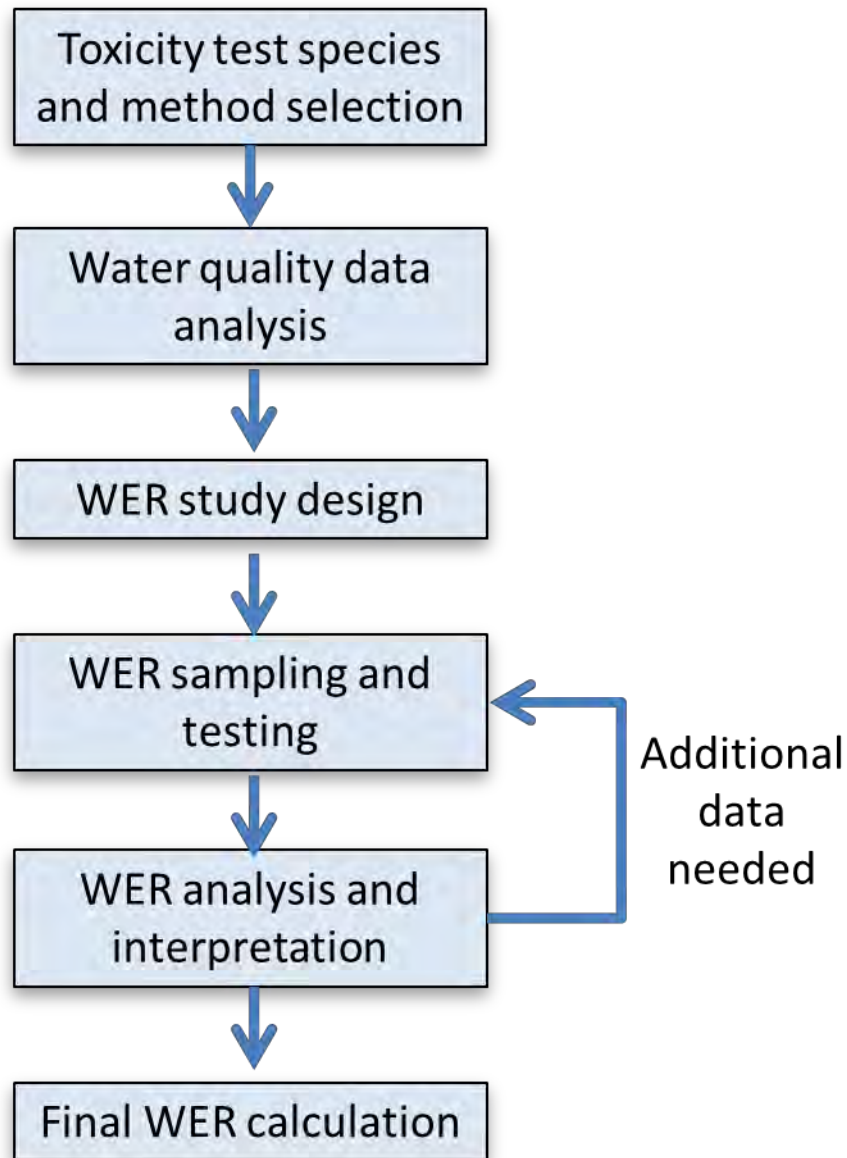 Toxicity test species
and method selection
Water quality data
analysis
WER study design
WER sampling and
testing
Additional
data
needed
WER analysis and
interpretation
Final WER calculation